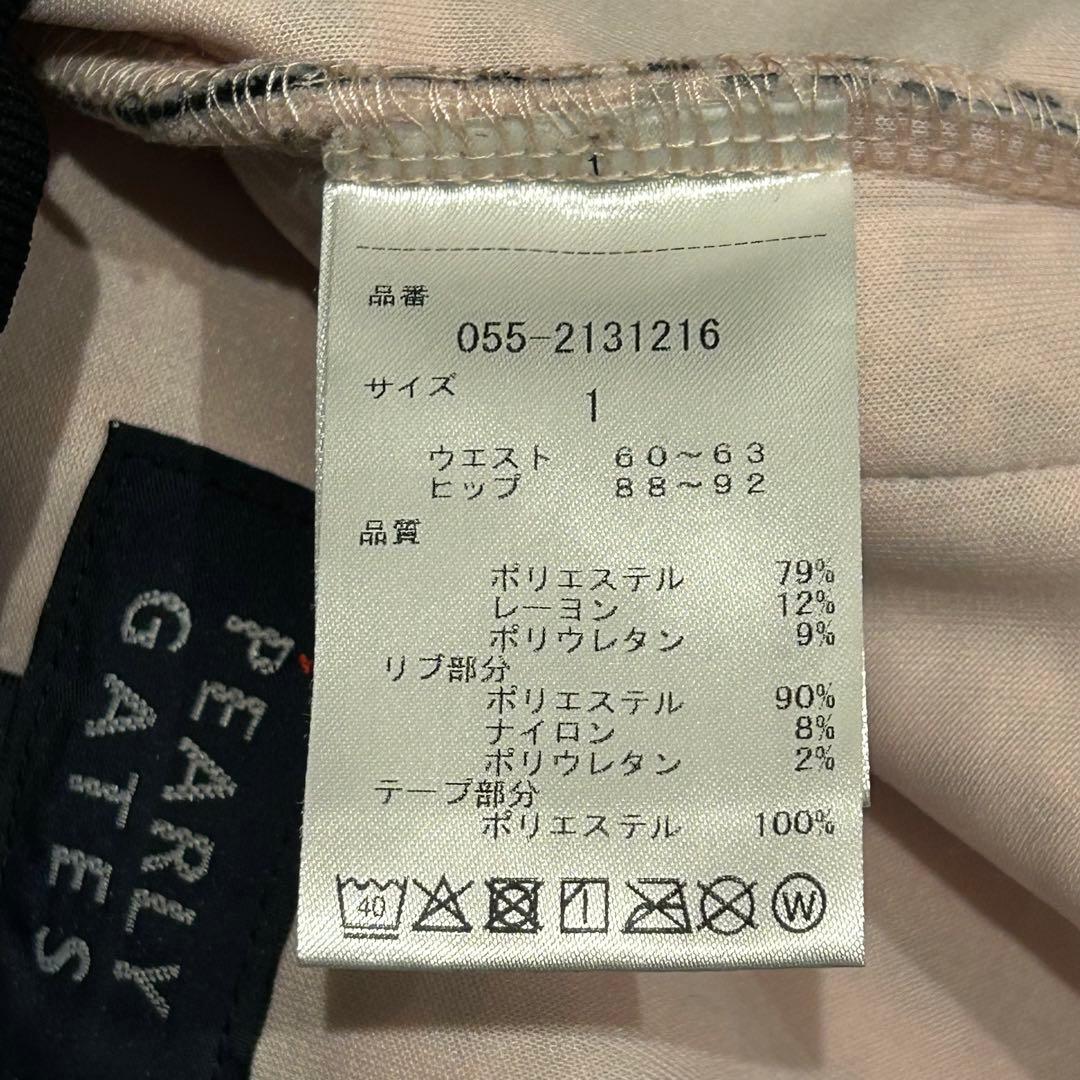 1
品番
055-2131216
サイズ
1
ウエスト 60~63
ヒップ 88~92
品質
ポリエステル 79%
レーヨン 12%
ポリウレタン 9%
リブ部分
ポリエステル 90%
ナイロン 8%
ポリウレタン 2%
テープ部分
ポリエステル 100%
40
W
PEARLY
GATES